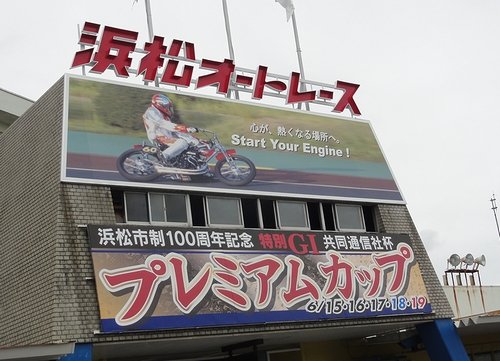 浜松オートレース
心が、熱くなる場所へ。
Start Your Engine !
浜松市制100周年記念 特別GI 共同通信社杯
プレミアムカップ
6/15・16・17・18・19